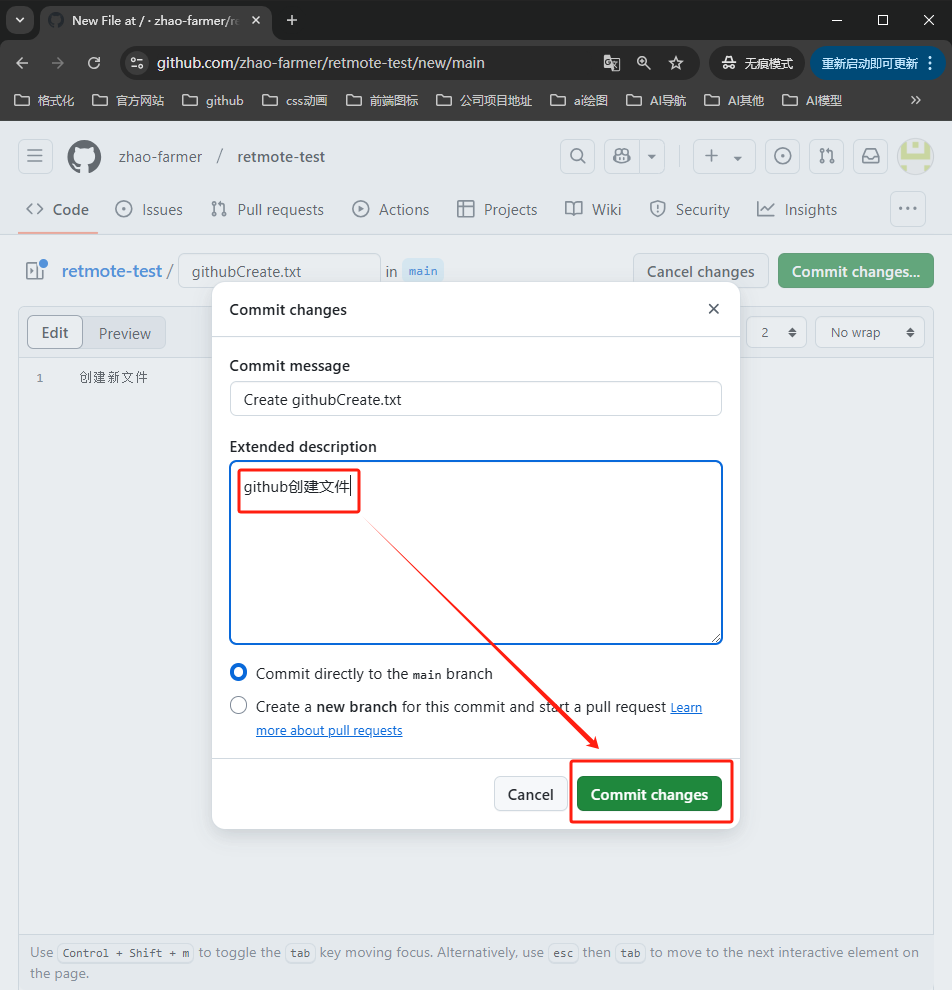 New File at / · zhao-farmer/re
github.com/zhao-farmer/retmote-test/new/main
无痕模式
重新启动即可更新
格式化 官方网站 github css动画 前端图标 公司项目地址 ai绘图 AI导航 AI其他 AI模型
zhao-farmer / retmote-test
Code Issues Pull requests Actions Projects Wiki Security Insights
retmote-test / githubCreate.txt in main Cancel changes Commit changes...
Edit Preview 2 No wrap
1 创建新文件
Commit changes
Commit message
Create githubCreate.txt
Extended description
github创建文件
Commit directly to the main branch
Create a new branch for this commit and start a pull request Learn
more about pull requests
Cancel Commit changes
Use Control + Shift + m to toggle the tab key moving focus. Alternatively, use esc then tab to move to the next interactive element on
the page.